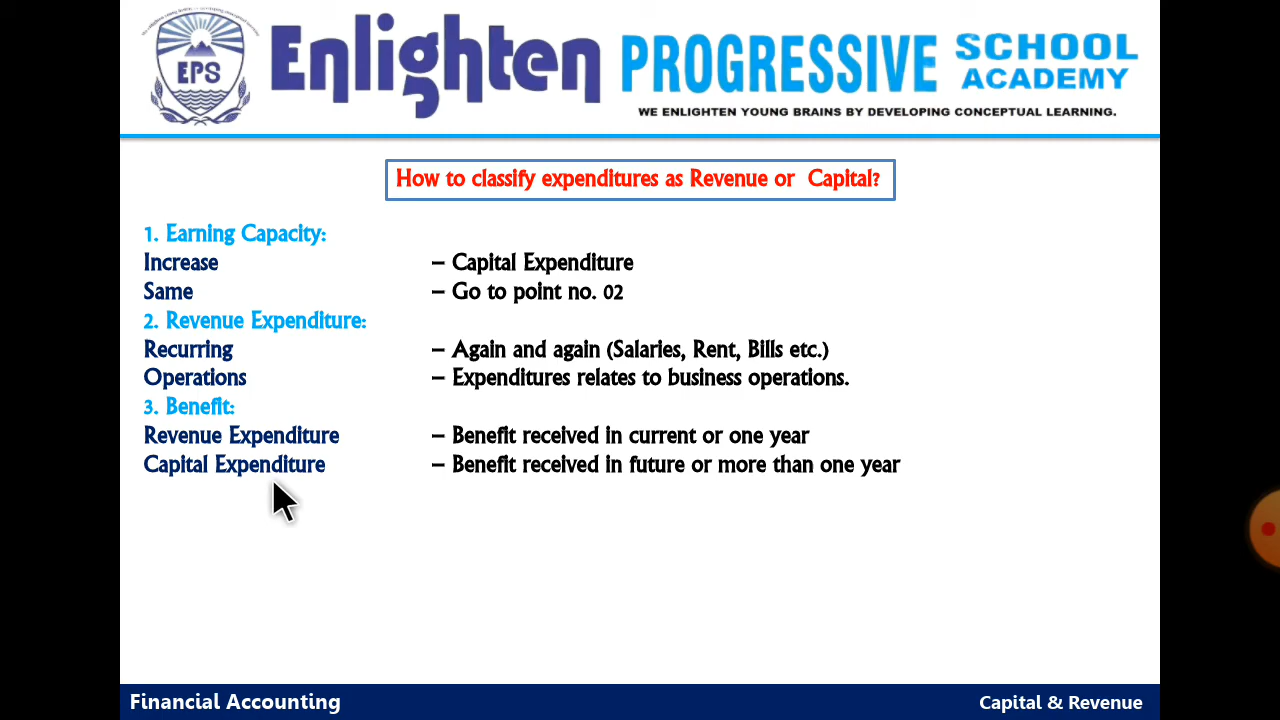 EPS
Enlighten PROGRESSIVE SCHOOL ACADEMY
WE ENLIGHTEN YOUNG BRAINS BY DEVELOPING CONCEPTUAL LEARNING.
How to classify expenditures as Revenue or Capital?
1. Earning Capacity:
Increase – Capital Expenditure
Same – Go to point no. 02
2. Revenue Expenditure:
Recurring – Again and again (Salaries, Rent, Bills etc.)
Operations – Expenditures relates to business operations.
3. Benefit:
Revenue Expenditure – Benefit received in current or one year
Capital Expenditure – Benefit received in future or more than one year
Financial Accounting
Capital & Revenue